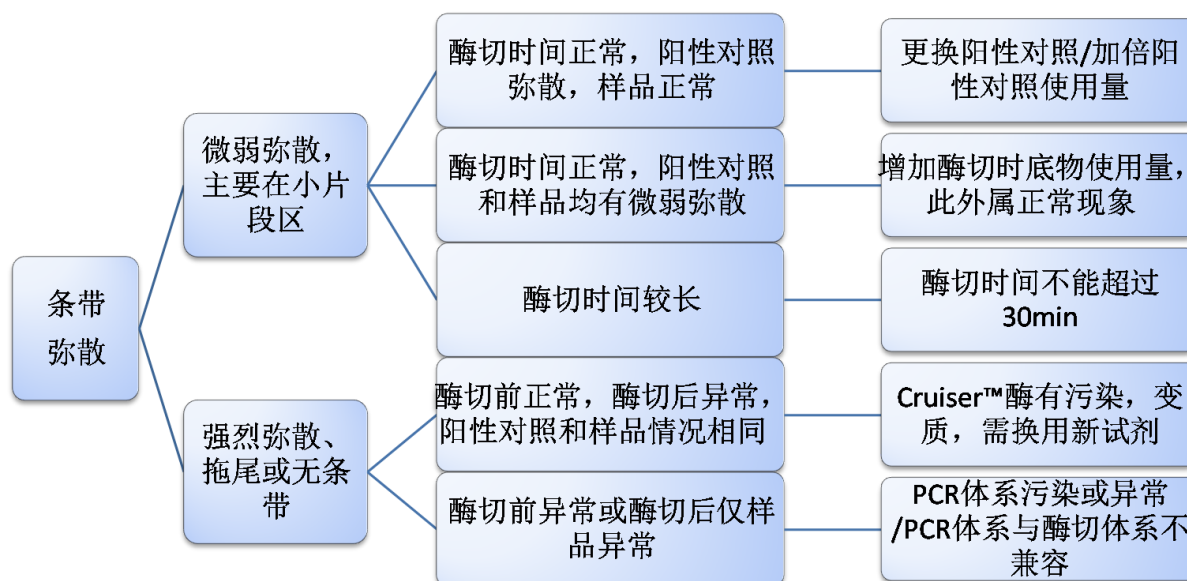 条带
弥散
微弱弥散，
主要在小片
段区
强烈弥散、
拖尾或无条
带
酶切时间正常，阳性对照
弥散，样品正常
更换阳性对照/加倍阳
性对照使用量
酶切时间正常，阳性对照
和样品均有微弱弥散
增加酶切时底物使用量，
此外属正常现象
酶切时间较长
酶切时间不能超过
30min
酶切前正常，酶切后异常，
阳性对照和样品情况相同
Cruiser™酶有污染，变
质，需换用新试剂
酶切前异常或酶切后仅样
品异常
PCR体系污染或异常
/PCR体系与酶切体系不
兼容